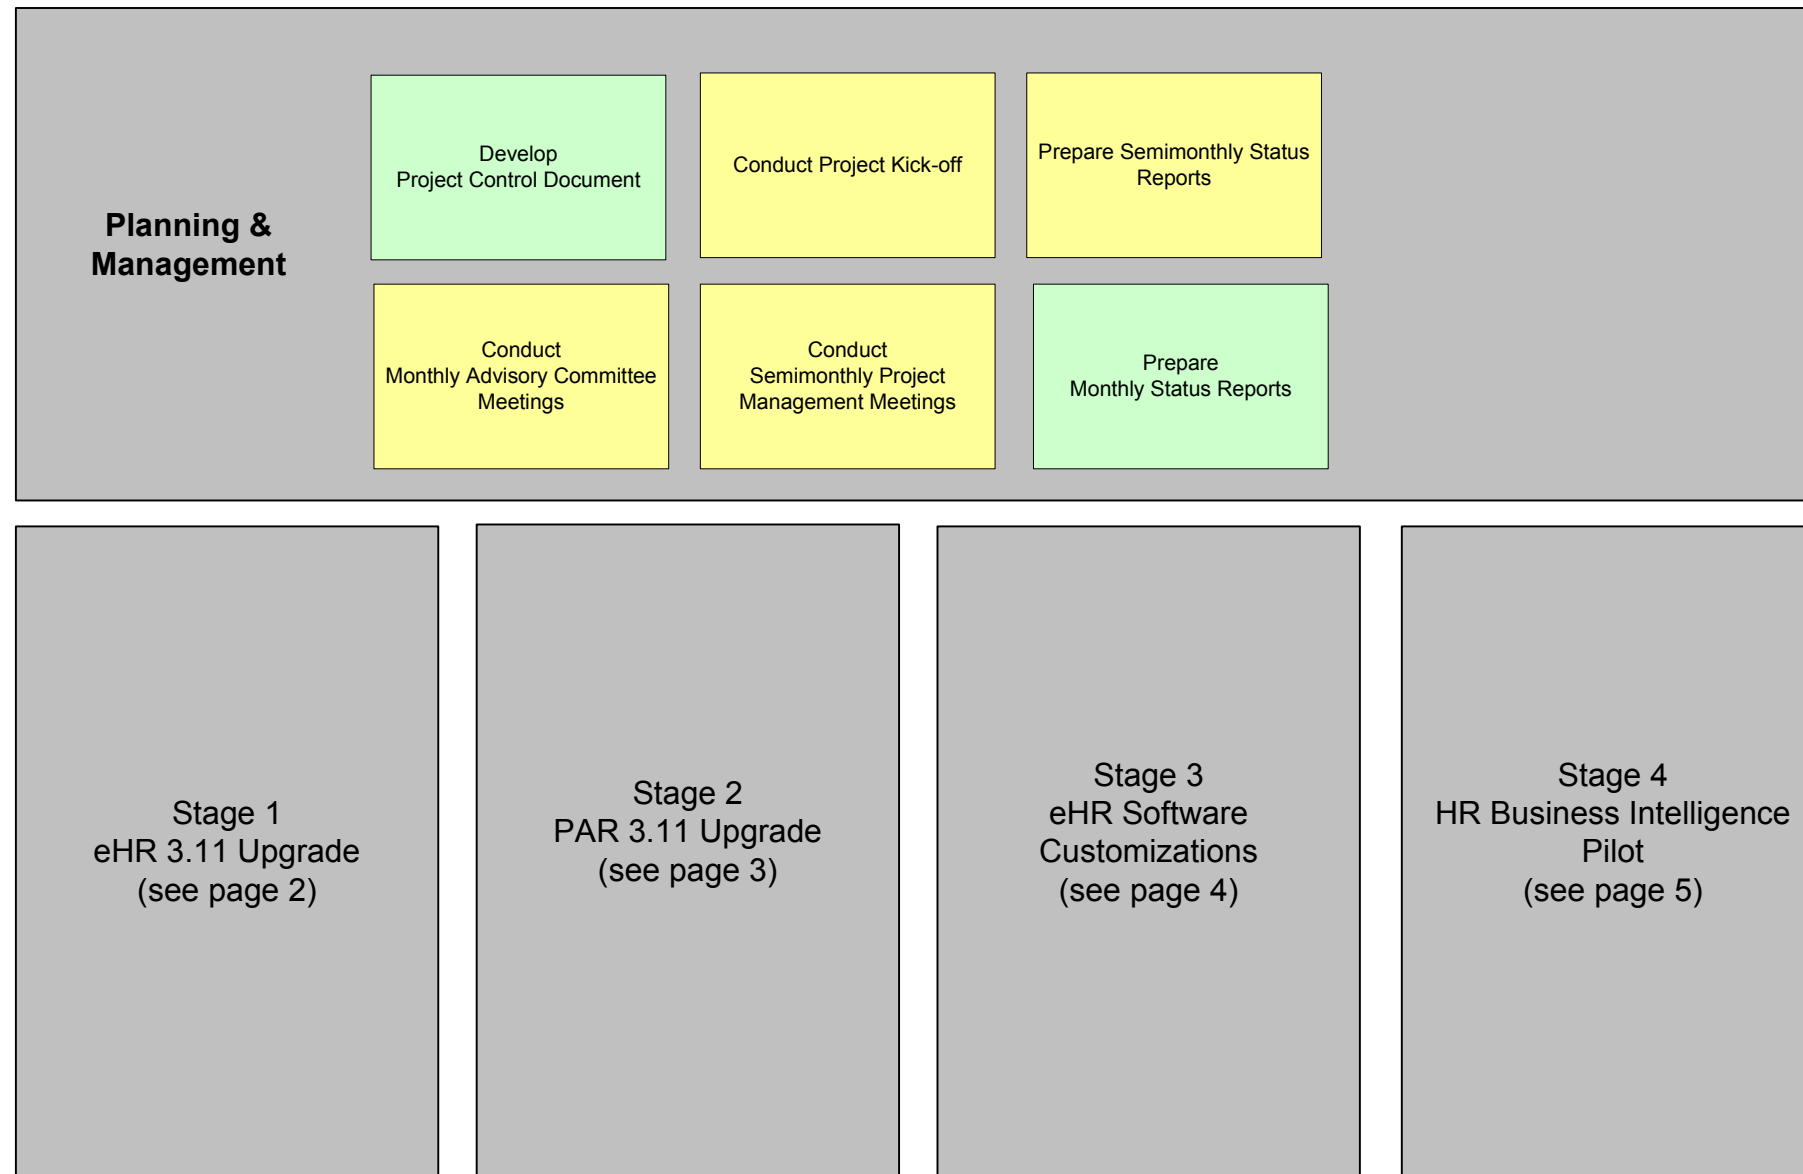 Planning &
Management
Develop
Project Control Document
Conduct Project Kick-off
Prepare Semimonthly Status
Reports
Conduct
Monthly Advisory Committee
Meetings
Conduct
Semimonthly Project
Management Meetings
Prepare
Monthly Status Reports
Stage 1
eHR 3.11 Upgrade
(see page 2)
Stage 2
PAR 3.11 Upgrade
(see page 3)
Stage 3
eHR Software
Customizations
(see page 4)
Stage 4
HR Business Intelligence
Pilot
(see page 5)